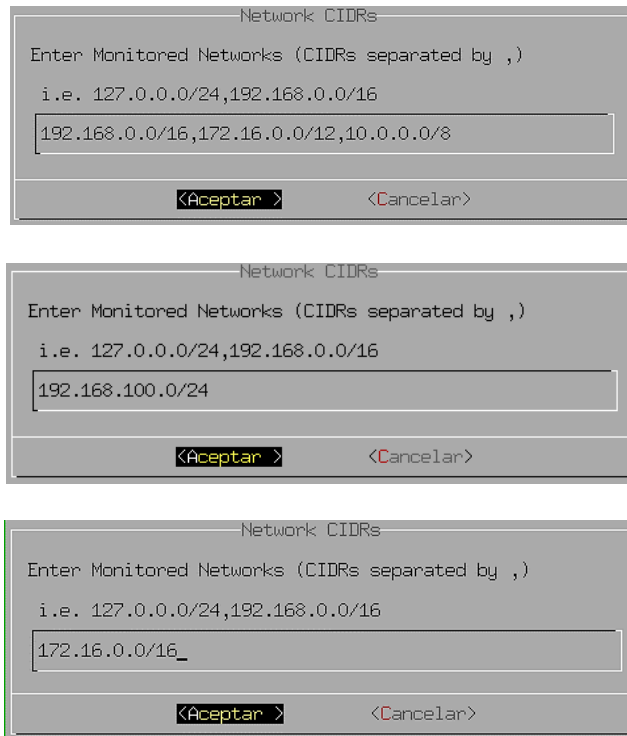 Network CIDRs
Enter Monitored Networks (CIDRs separated by ,)
i.e. 127.0.0.0/24,192.168.0.0/16
192.168.0.0/16,172.16.0.0/12,10.0.0.0/8
<Aceptar > <Cancelar>
Network CIDRs
Enter Monitored Networks (CIDRs separated by ,)
i.e. 127.0.0.0/24,192.168.0.0/16
192.168.100.0/24
<Aceptar > <Cancelar>
Network CIDRs
Enter Monitored Networks (CIDRs separated by ,)
i.e. 127.0.0.0/24,192.168.0.0/16
172.16.0.0/16_
<Aceptar > <Cancelar>